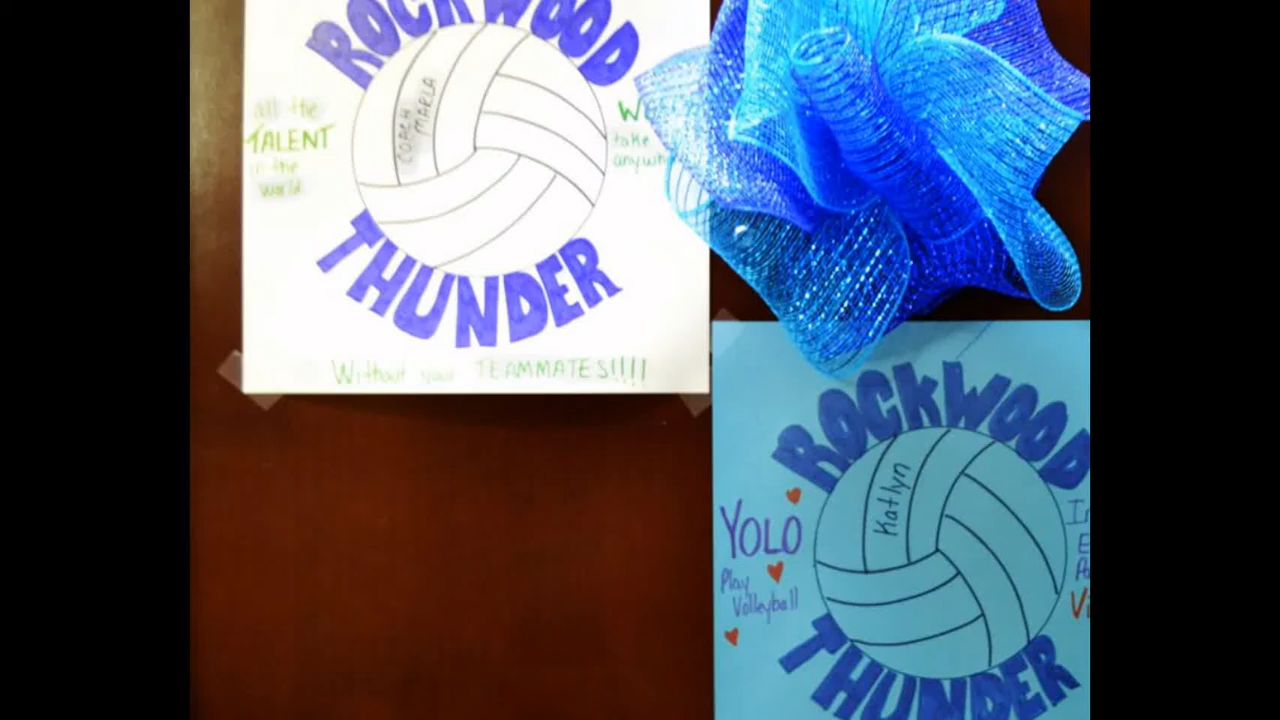 ROCKWOOD
all the
TALENT
in the
world
COACH
MARLA
take
THUNDER
Without your TEAMMATES!!!!
ROCKWOOD
Katlyn
YOLO
Play
Volleyball
THUNDER